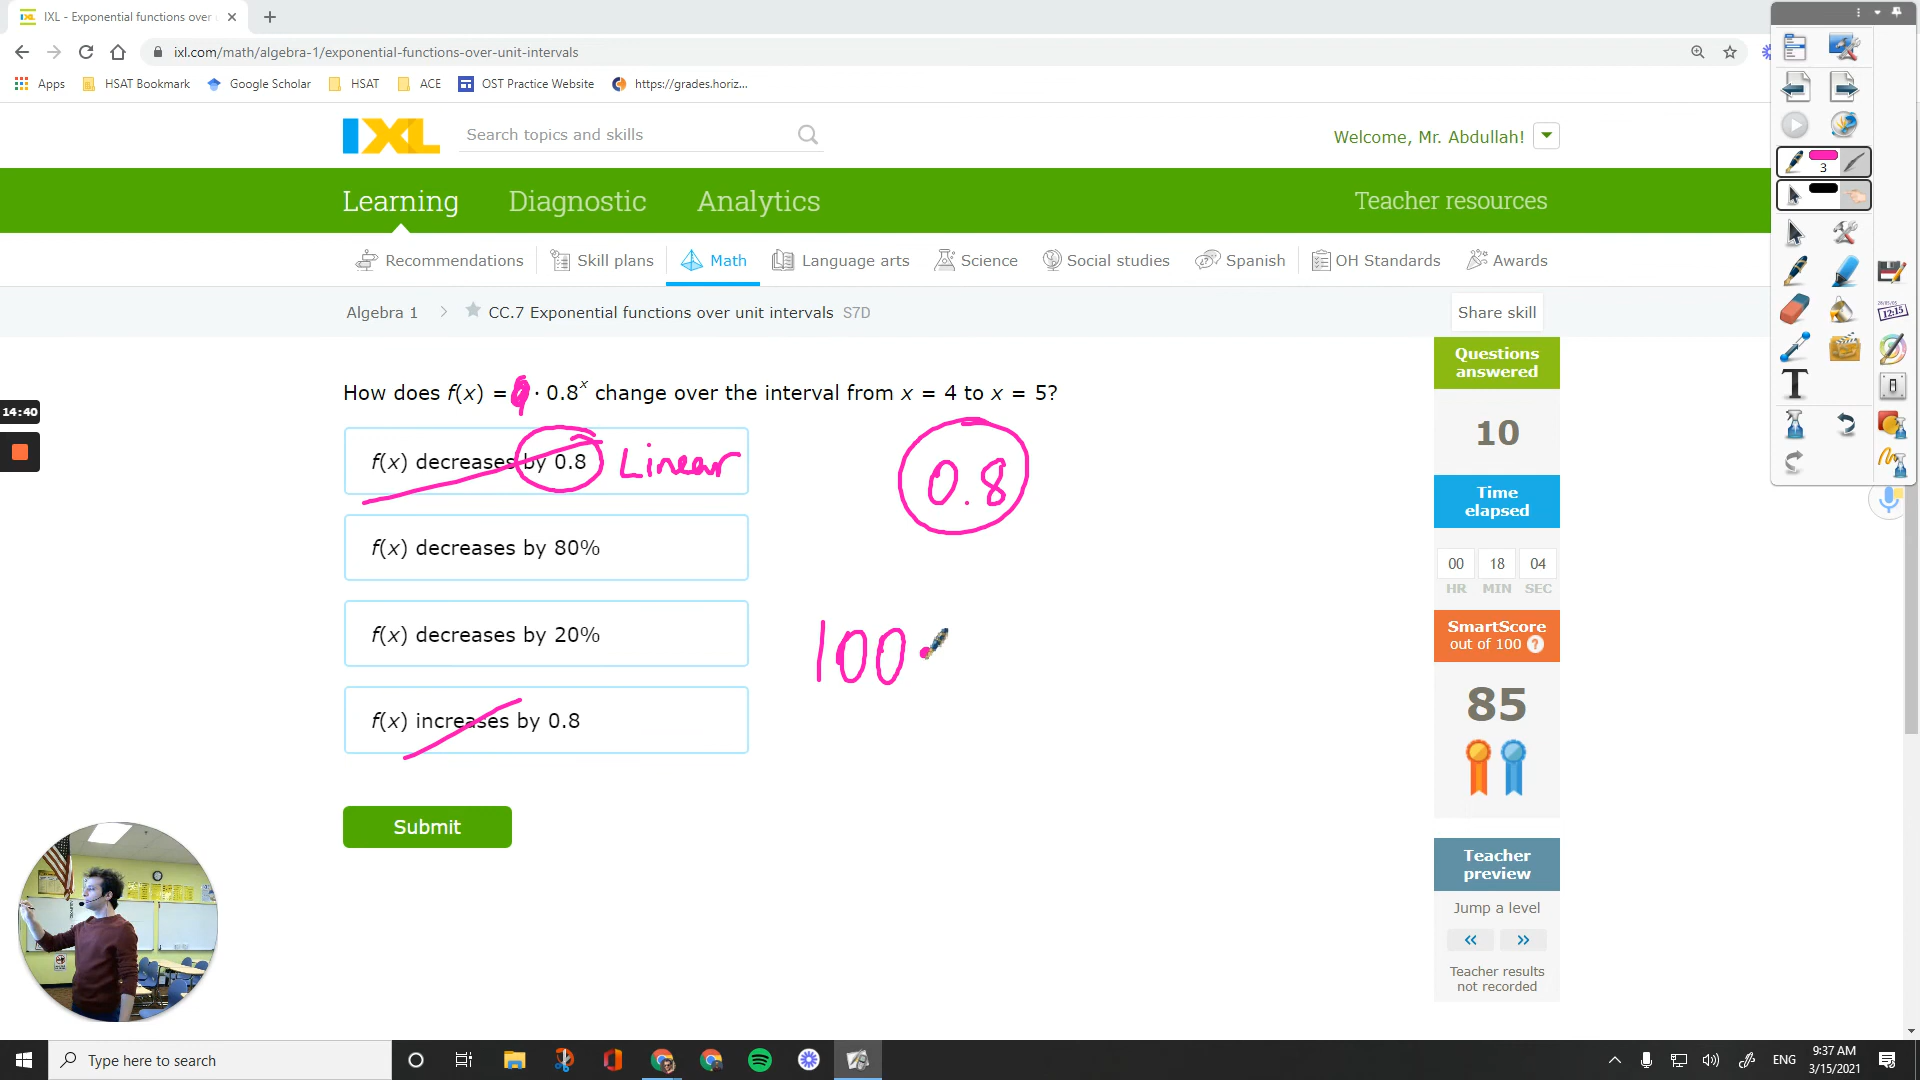 IXL - Exponential functions over
ixl.com/math/algebra-1/exponential-functions-over-unit-intervals
Apps HSAT Bookmark Google Scholar HSAT ACE OST Practice Website https://grades.horiz...
IXL Search topics and skills Welcome, Mr. Abdullah!
Learning Diagnostic Analytics Teacher resources
Recommendations Skill plans Math Language arts Science Social studies Spanish OH Standards Awards
Algebra 1 > CC.7 Exponential functions over unit intervals S7D Share skill
How does f(x) = 9 · 0.8ˣ change over the interval from x = 4 to x = 5?
f(x) decreases by 0.8 Linear
0.8
f(x) decreases by 80%
f(x) decreases by 20%
100
f(x) increases by 0.8
Submit
Questions
answered
10
Time
elapsed
00 18 04
HR MIN SEC
SmartScore
out of 100 ?
85
Teacher
preview
Jump a level
Teacher results
not recorded
14:40
3
12:15
T
Type here to search
ENG
9:37 AM
3/15/2021